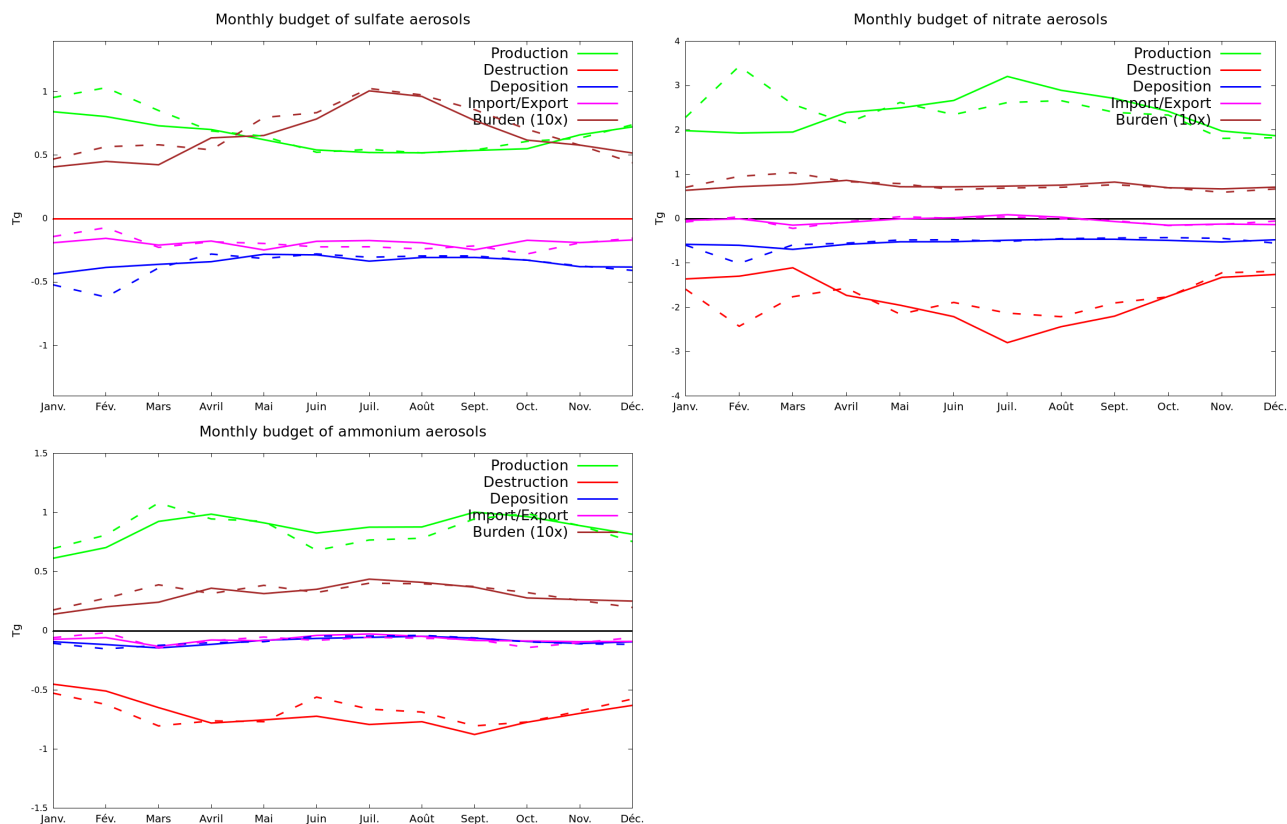 Monthly budget of sulfate aerosols
Production
Destruction
Deposition
Import/Export
Burden (10x)
1
0.5
0
-0.5
-1
Tg
Janv. Fév. Mars Avril Mai Juin Juil. Août Sept. Oct. Nov. Déc.
Monthly budget of nitrate aerosols
Production
Destruction
Deposition
Import/Export
Burden (10x)
4
3
2
1
0
-1
-2
-3
-4
Tg
Janv. Fév. Mars Avril Mai Juin Juil. Août Sept. Oct. Nov. Déc.
Monthly budget of ammonium aerosols
Production
Destruction
Deposition
Import/Export
Burden (10x)
1.5
1
0.5
0
-0.5
-1
-1.5
Tg
Janv. Fév. Mars Avril Mai Juin Juil. Août Sept. Oct. Nov. Déc.